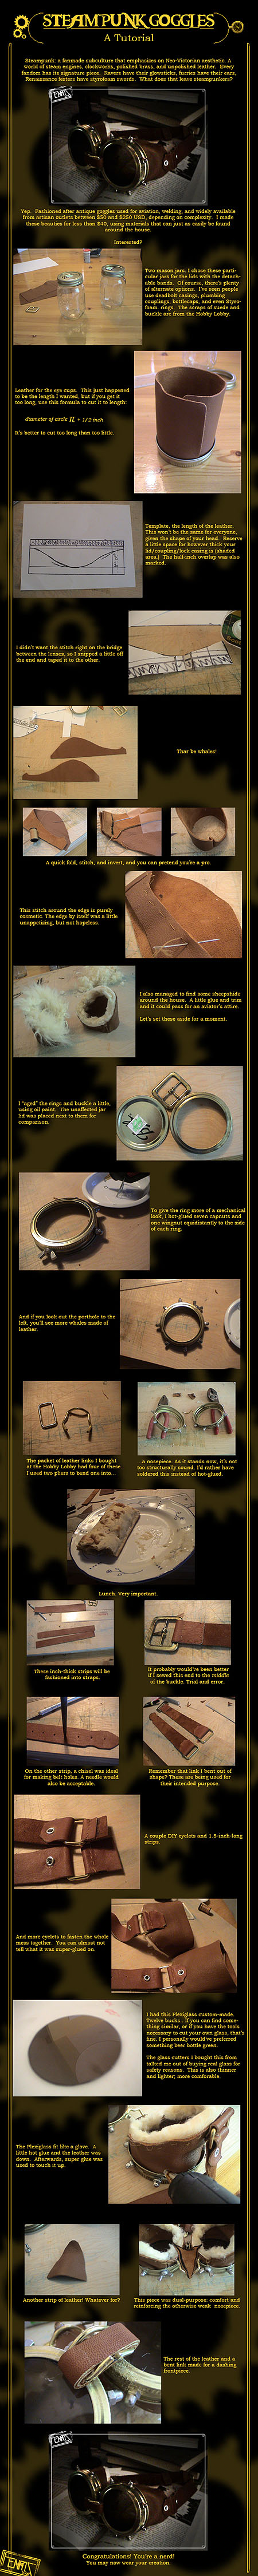 STEAMPUNK GOGGLES
A Tutorial
Steampunk: a fanmade subculture that emphasizes on Neo-Victorian aesthetic. A
world of steam engines, clockworks, polished brass, and unpolished leather. Every
fandom has its signature piece. Ravers have their glowsticks, furries have their ears,
Renaissance fosters have styrofoam swords. What does that leave steampunkers?
Yep. Fashioned after antique goggles used for aviation, welding, and widely available
from artisan outlets between $50 and $250 USD, depending on complexity. I made
these beauties for less than $40, using materials that can just as easily be found
around the house.
Interested?
Two mason jars. I chose these parti-
cular jars for the lids with the detach-
able bands. Of course, there's plenty
of alternate options. I've seen people
use deadbolt casings, plumbing
couplings, bottlecaps, and even Styro-
foam rings. The scraps of suede and
buckle are from the Hobby Lobby.
Leather for the eye cups. This just happened
to be the length I wanted, but if you get it
too long, use this formula to cut it to length:
diameter of circle π + 1/2 inch
It's better to cut too long than too little.
Template, the length of the leather.
This won't be the same for everyone,
given the shape of your head. Reserve
a little space for however thick your
lid/coupling/lock casing is (shaded
area.) The half-inch overlap was also
marked.
I didn't want the stitch right on the bridge
between the lenses, so I snipped a little off
the end and taped it to the other.
Thar be whales!
A quick fold, stitch, and invert, and you can pretend you're a pro.
This stitch around the edge is purely
cosmetic. The edge by itself was a little
unappetizing, but not hopeless.
I also managed to find some sheepshide
around the house. A little glue and trim
and it could pass for an aviator's attire.
Let's set these aside for a moment.
I "aged" the rings and buckle a little,
using oil paint. The unaffected jar
lid was placed next to them for
comparison.
To give the ring more of a mechanical
look, I hot-glued seven capnuts and
one wingnut equidistantly to the side
of each ring.
And if you look out the porthole to the
left, you'll see more whales made of
leather.
The packet of leather links I bought
at the Hobby Lobby had four of these.
I used two pliers to bend one into...
...a nosepiece. As it stands now, it's not
too structurally sound. I'd rather have
soldered this instead of hot-glued.
Lunch. Very important.
These inch-thick strips will be
fashioned into straps.
It probably would've been better
if I sewed this end to the middle
of the buckle. Trial and error.
On the other strip, a chisel was ideal
for making belt holes. A needle would
also be acceptable.
Remember that link I bent out of
shape? These are being used for
their intended purpose.
A couple DIY eyelets and 1.5-inch-long
strips.
And more eyelets to fasten the whole
mess together. You can almost not
tell what it was super-glued on.
I had this Plexiglass custom-made.
Twelve bucks. If you can find some-
thing similar, or if you have the tools
necessary to cut your own glass, that's
fine. I personally would've preferred
something beer bottle green.
The glass cutters I bought this from
talked me out of buying real glass for
safety reasons. This is also thinner
and lighter; more comforable.
The Plexiglass fit like a glove. A
little hot glue and the leather was
down. Afterwards, super glue was
used to touch it up.
Another strip of leather! Whatever for?
This piece was dual-purpose: comfort and
reinforcing the otherwise weak nosepiece.
The rest of the leather and a
bent link made for a dashing
frontpiece.
Congratulations! You're a nerd!
You may now wear your creation.